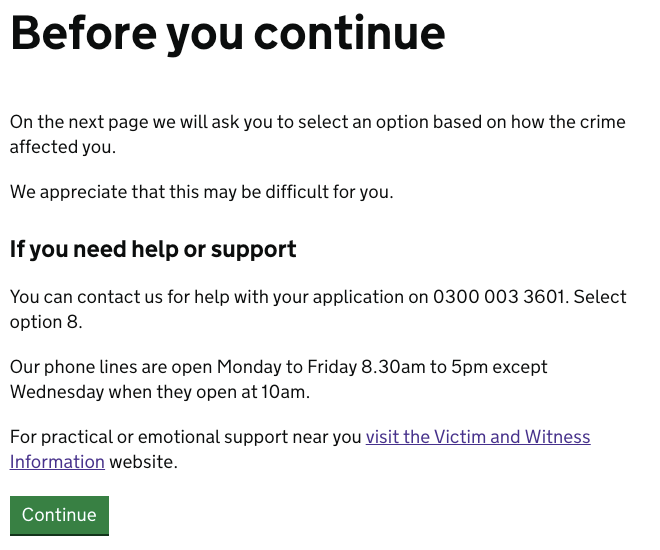 Before you continue
On the next page we will ask you to select an option based on how the crime
affected you.
We appreciate that this may be difficult for you.
If you need help or support
You can contact us for help with your application on 0300 003 3601. Select
option 8.
Our phone lines are open Monday to Friday 8.30am to 5pm except
Wednesday when they open at 10am.
For practical or emotional support near you visit the Victim and Witness
Information website.
Continue